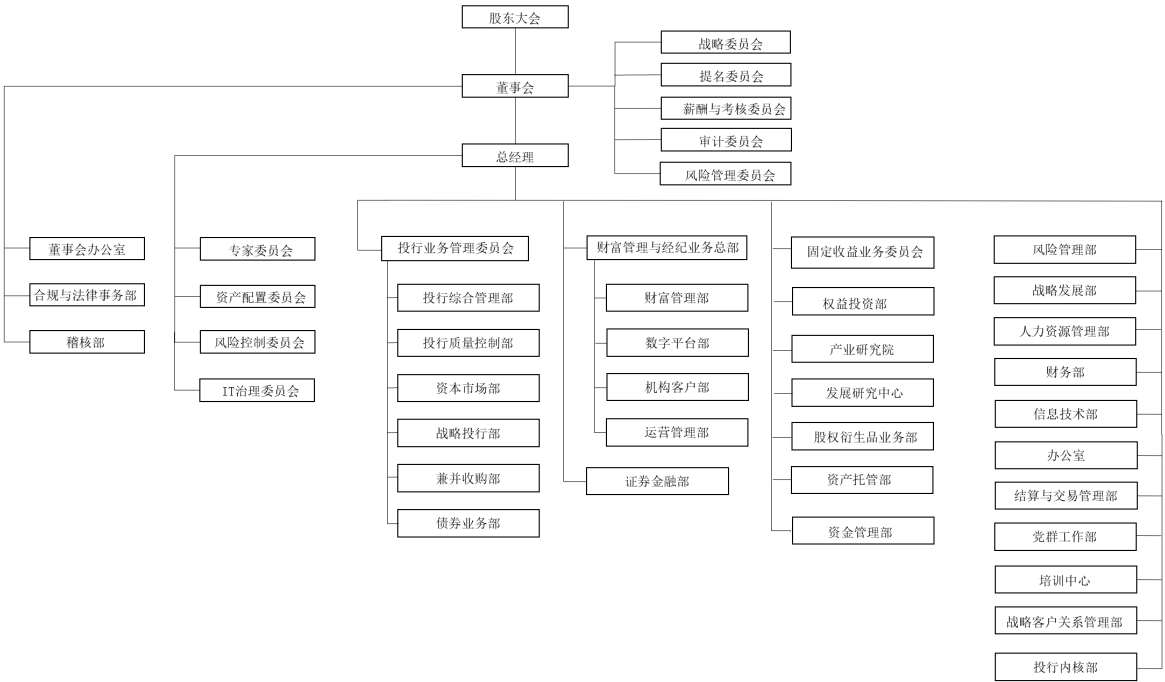 股东大会
董事会
战略委员会
提名委员会
薪酬与考核委员会
审计委员会
风险管理委员会
总经理
董事会办公室
合规与法律事务部
稽核部
专家委员会
资产配置委员会
风险控制委员会
IT治理委员会
投行业务管理委员会
投行综合管理部
投行质量控制部
资本市场部
战略投行部
兼并收购部
债券业务部
财富管理与经纪业务总部
财富管理部
数字平台部
机构客户部
运营管理部
证券金融部
固定收益业务委员会
权益投资部
产业研究院
发展研究中心
股权衍生品业务部
资产托管部
资金管理部
风险管理部
战略发展部
人力资源管理部
财务部
信息技术部
办公室
结算与交易管理部
党群工作部
培训中心
战略客户关系管理部
投行内核部